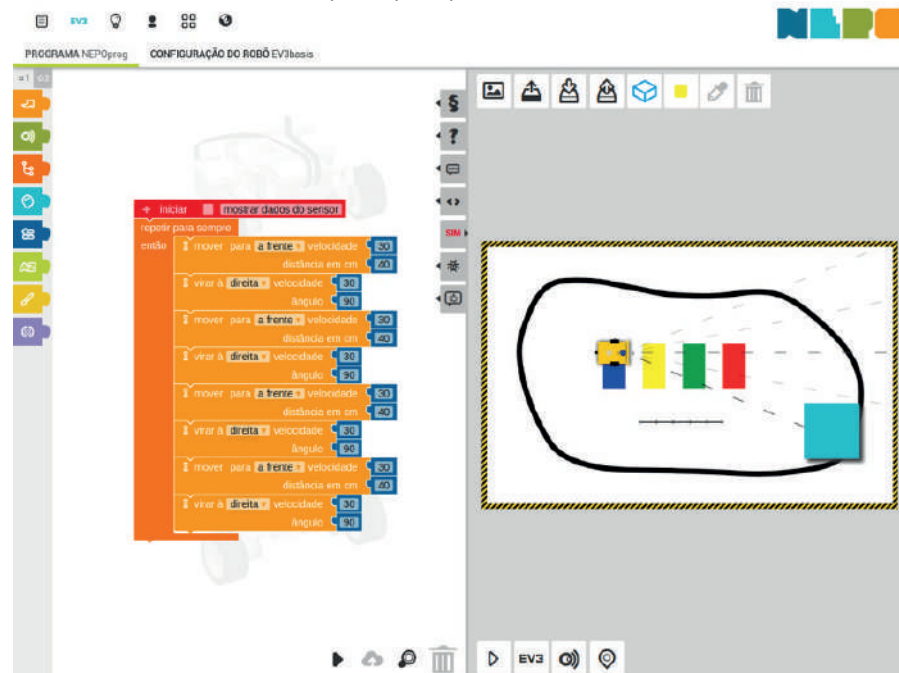 EV3
NEPO
PROGRAMA NEPOprog CONFIGURAÇÃO DO ROBÔ EV3basis
1 2
+ iniciar mostrar dados do sensor
repetir para sempre
então mover para a frente velocidade 30
distância em cm 40
virar à direita velocidade 30
ângulo 90
mover para a frente velocidade 30
distância em cm 40
virar à direita velocidade 30
ângulo 90
mover para a frente velocidade 30
distância em cm 40
virar à direita velocidade 30
ângulo 90
mover para a frente velocidade 30
distância em cm 40
virar à direita velocidade 30
ângulo 90
§
?
SIM
EV3